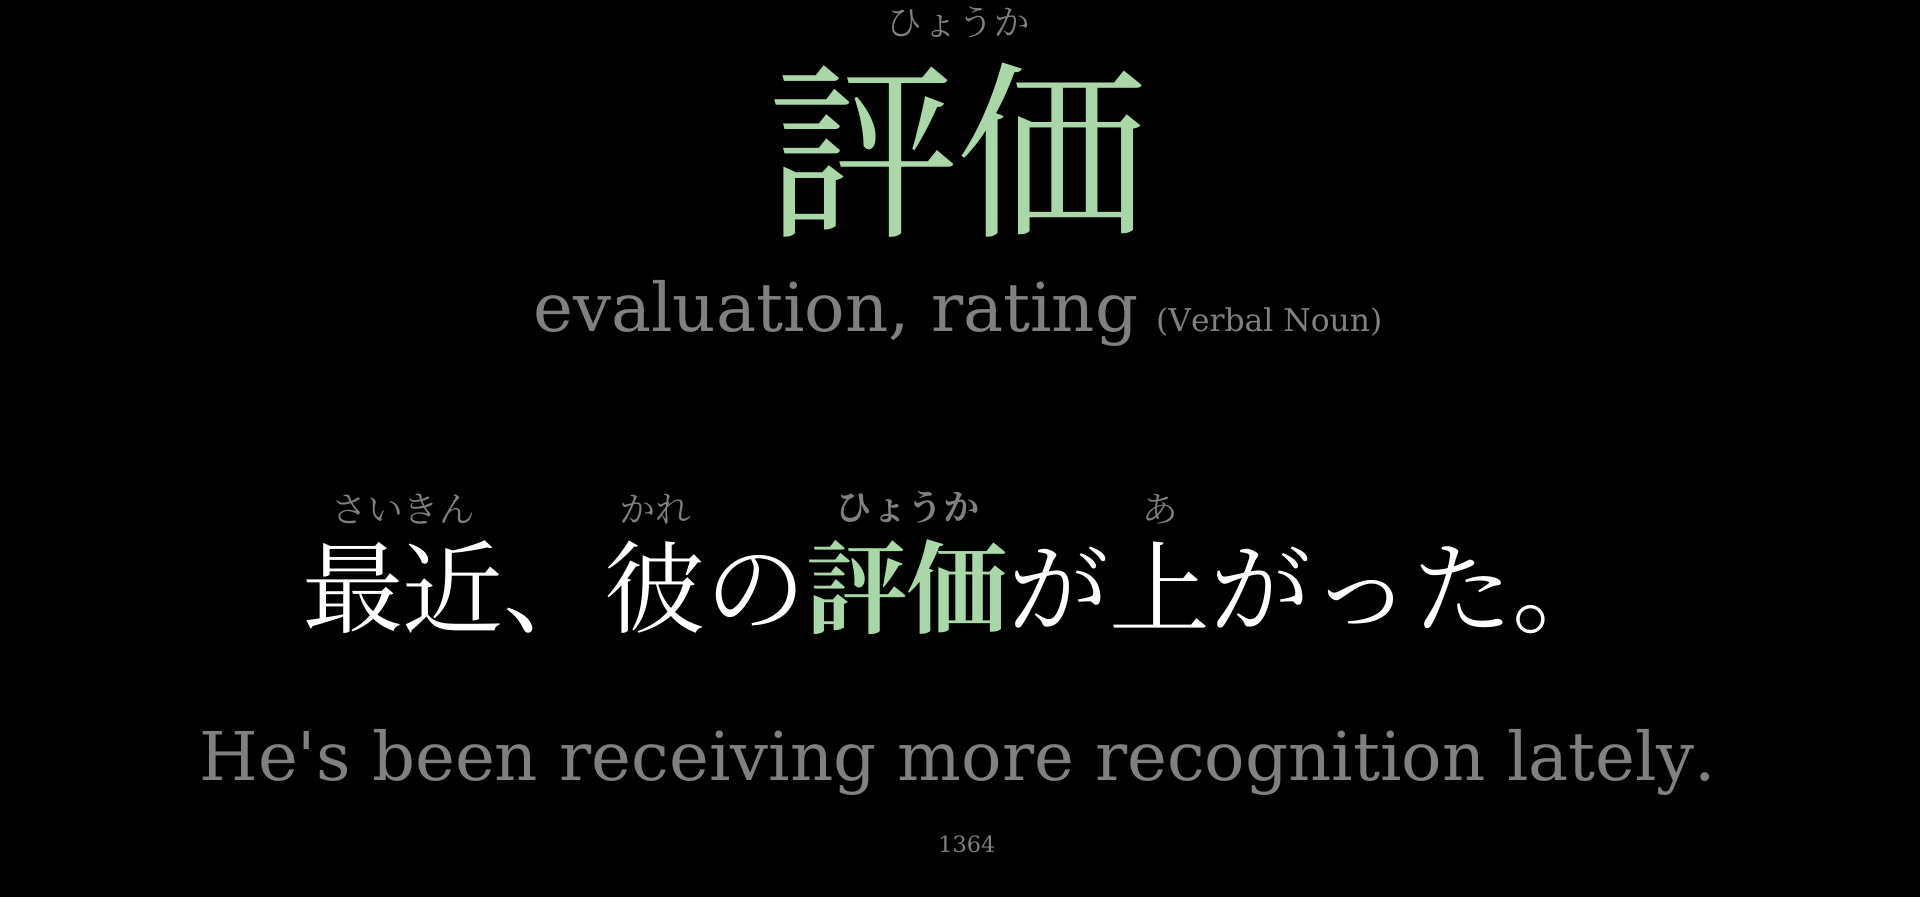 ひょうか
評価
evaluation, rating (Verbal Noun)
さいきん かれ ひょうか あ
最近、彼の評価が上がった。
He's been receiving more recognition lately.
1364